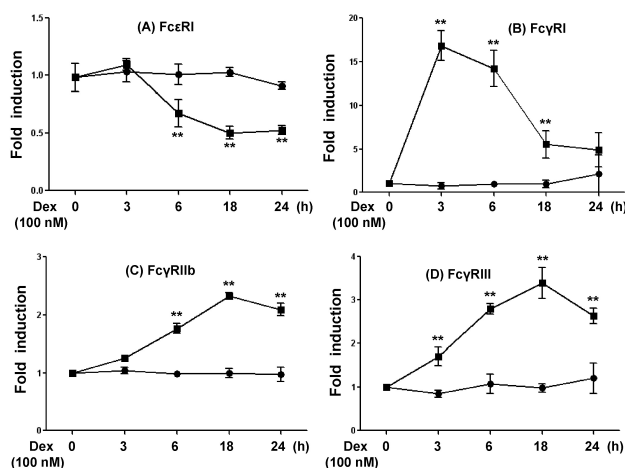 (A) FcεRI
Fold induction
1.5
1.0
0.5
0.0
**
**
**
Dex 0 3 6 18 24 (h)
(100 nM)
(B) FcγRI
Fold induction
20
15
10
5
0
**
**
**
Dex 0 3 6 18 24 (h)
(100 nM)
(C) FcγRIIb
Fold induction
3
2
1
0
**
**
**
Dex 0 3 6 18 24 (h)
(100 nM)
(D) FcγRIII
Fold induction
4
3
2
1
0
**
**
**
**
Dex 0 3 6 18 24 (h)
(100 nM)